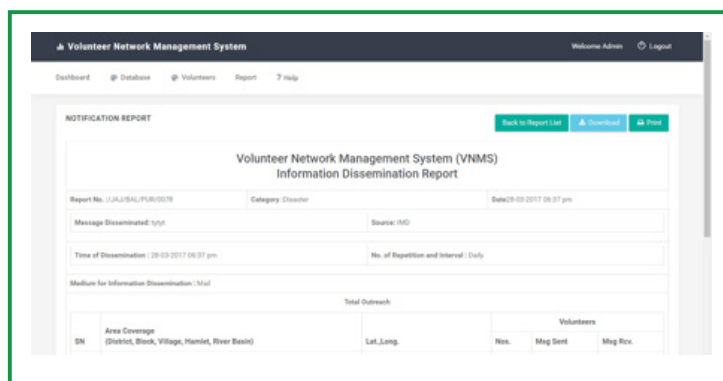 Volunteer Network Management System
Welcome Admin Logout
Dashboard Database Volunteers Report ? Help
NOTIFICATION REPORT
Back to Report List Download Print
Volunteer Network Management System (VNMS)
Information Dissemination Report
Report No. Category :Disaster Date28-03-2017 06:37 pm
Message Disseminated: tytyt Source: IMD
Time of Dissemination : 28-03-2017 06:37 pm No. of Repetition and Interval : Daily
Medium for Information Dissemination : Mail
Total Outreach
Volunteers
Area Coverage
SN (District, Block, Village, Hamlet, River Basin) Lat.,Long. Nos. Msg Sent Msg Rcv.